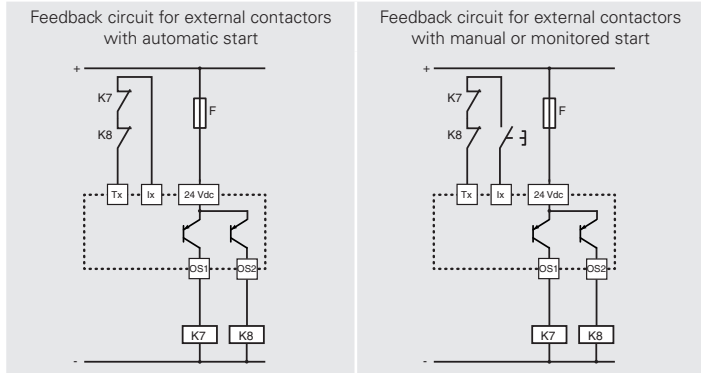 Feedback circuit for external contactors
with automatic start
+
K7
F
K8
Tx
Ix
24 Vdc
OS1
OS2
K7
K8
-
Feedback circuit for external contactors
with manual or monitored start
+
K7
F
K8
Tx
Ix
24 Vdc
OS1
OS2
K7
K8
-